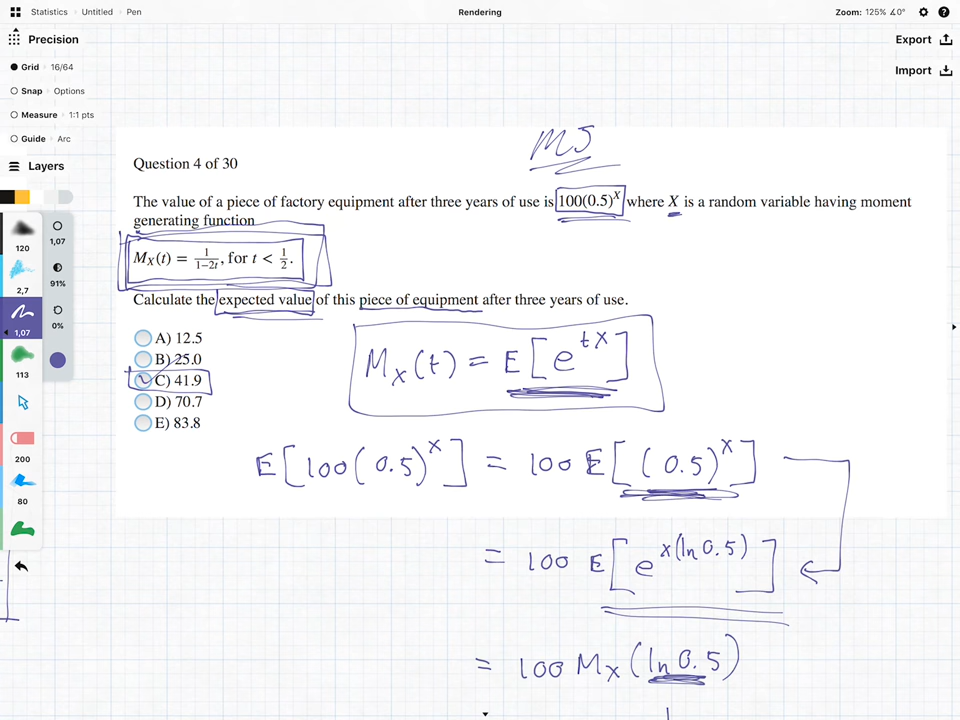 Statistics › Untitled › Pen
Rendering
Zoom: 125% ∡0°
Precision
Export
Grid › 16/64
Import
Snap › Options
Measure › 1:1 pts
Guide › Arc
Layers
120
2,7
1,07
113
200
80
1,07
91%
0%
MS
Question 4 of 30
The value of a piece of factory equipment after three years of use is 100(0.5)^X where X is a random variable having moment
generating function
M_X(t) = 1/(1−2t), for t < 1/2.
Calculate the expected value of this piece of equipment after three years of use.
A) 12.5
B) 25.0
C) 41.9
D) 70.7
E) 83.8
M_X(t) = E[e^{tX}]
E[100(0.5)^X] = 100 E[(0.5)^X]
= 100 E[e^{X(ln 0.5)}]
= 100 M_X(ln 0.5)